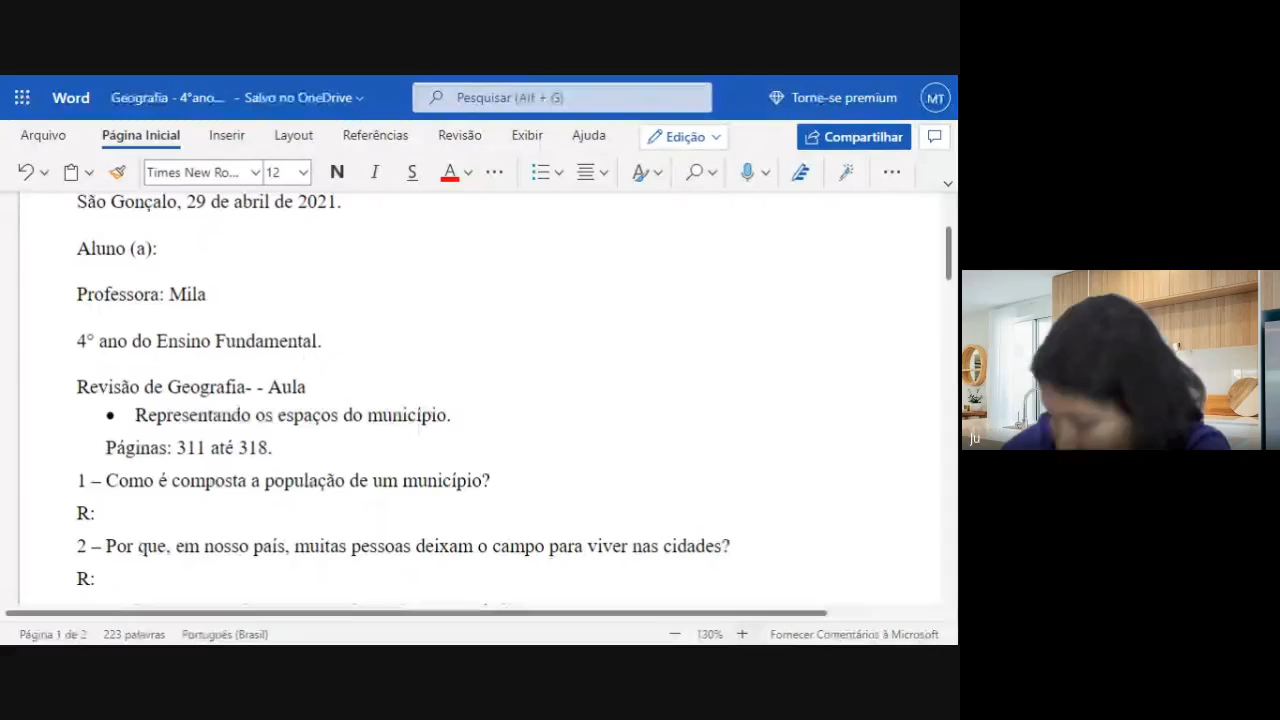 Word Geografia - 4°ano... - Salvo no OneDrive Pesquisar (Alt + G) Torne-se premium MT
Arquivo Página Inicial Inserir Layout Referências Revisão Exibir Ajuda Edição Compartilhar
Times New Ro... 12 N I S A
São Gonçalo, 29 de abril de 2021.
Aluno (a):
Professora: Mila
4° ano do Ensino Fundamental.
Revisão de Geografia- - Aula
• Representando os espaços do município.
Páginas: 311 até 318.
1 – Como é composta a população de um município?
R:
2 – Por que, em nosso país, muitas pessoas deixam o campo para viver nas cidades?
R:
Página 1 de 2 223 palavras Português (Brasil) 130% Fornecer Comentários à Microsoft
Ju